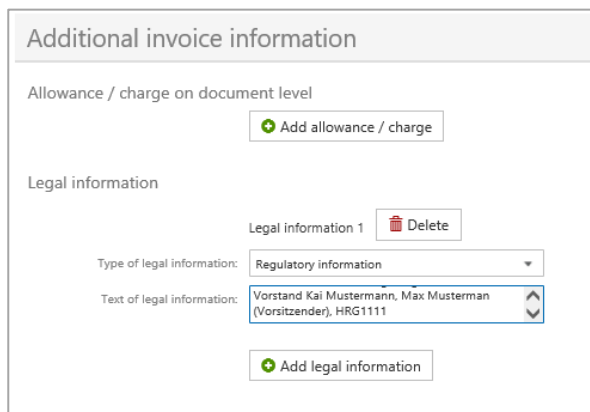 Additional invoice information
Allowance / charge on document level
Add allowance / charge
Legal information
Legal information 1
Delete
Type of legal information:
Regulatory information
Text of legal information:
Vorstand Kai Mustermann, Max Musterman
(Vorsitzender), HRG1111
Add legal information